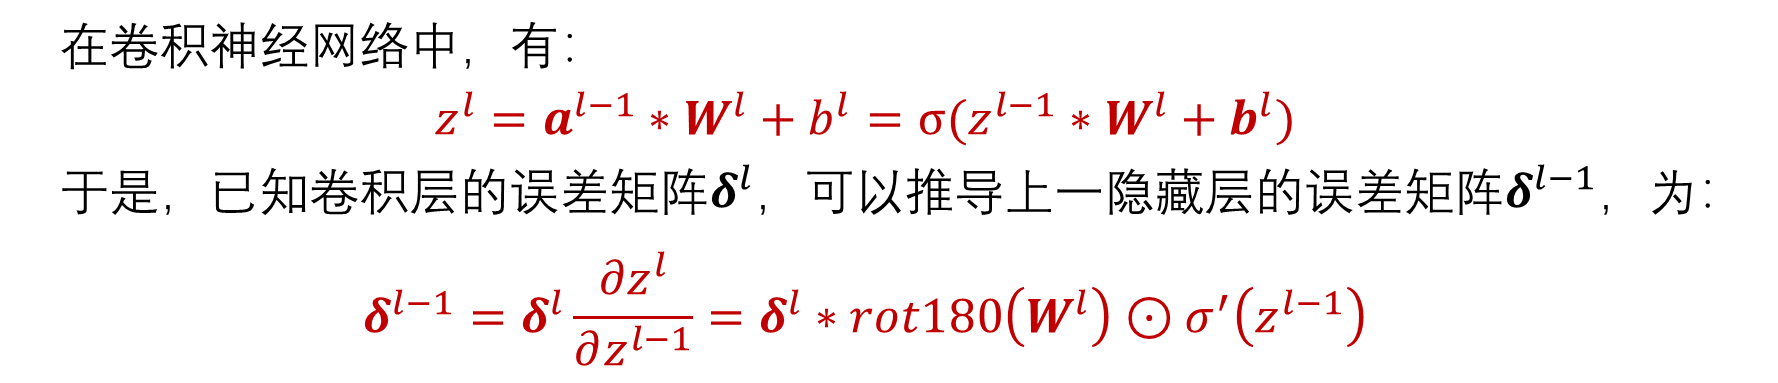 在卷积神经网络中，有：
z^l = a^{l−1} ∗ W^l + b^l = σ(z^{l−1} ∗ W^l + b^l)
于是，已知卷积层的误差矩阵δ^l，可以推导上一隐藏层的误差矩阵δ^{l−1}，为：
δ^{l−1} = δ^l ∂z^l/∂z^{l−1} = δ^l ∗ rot180(W^l) ⊙ σ′(z^{l−1})